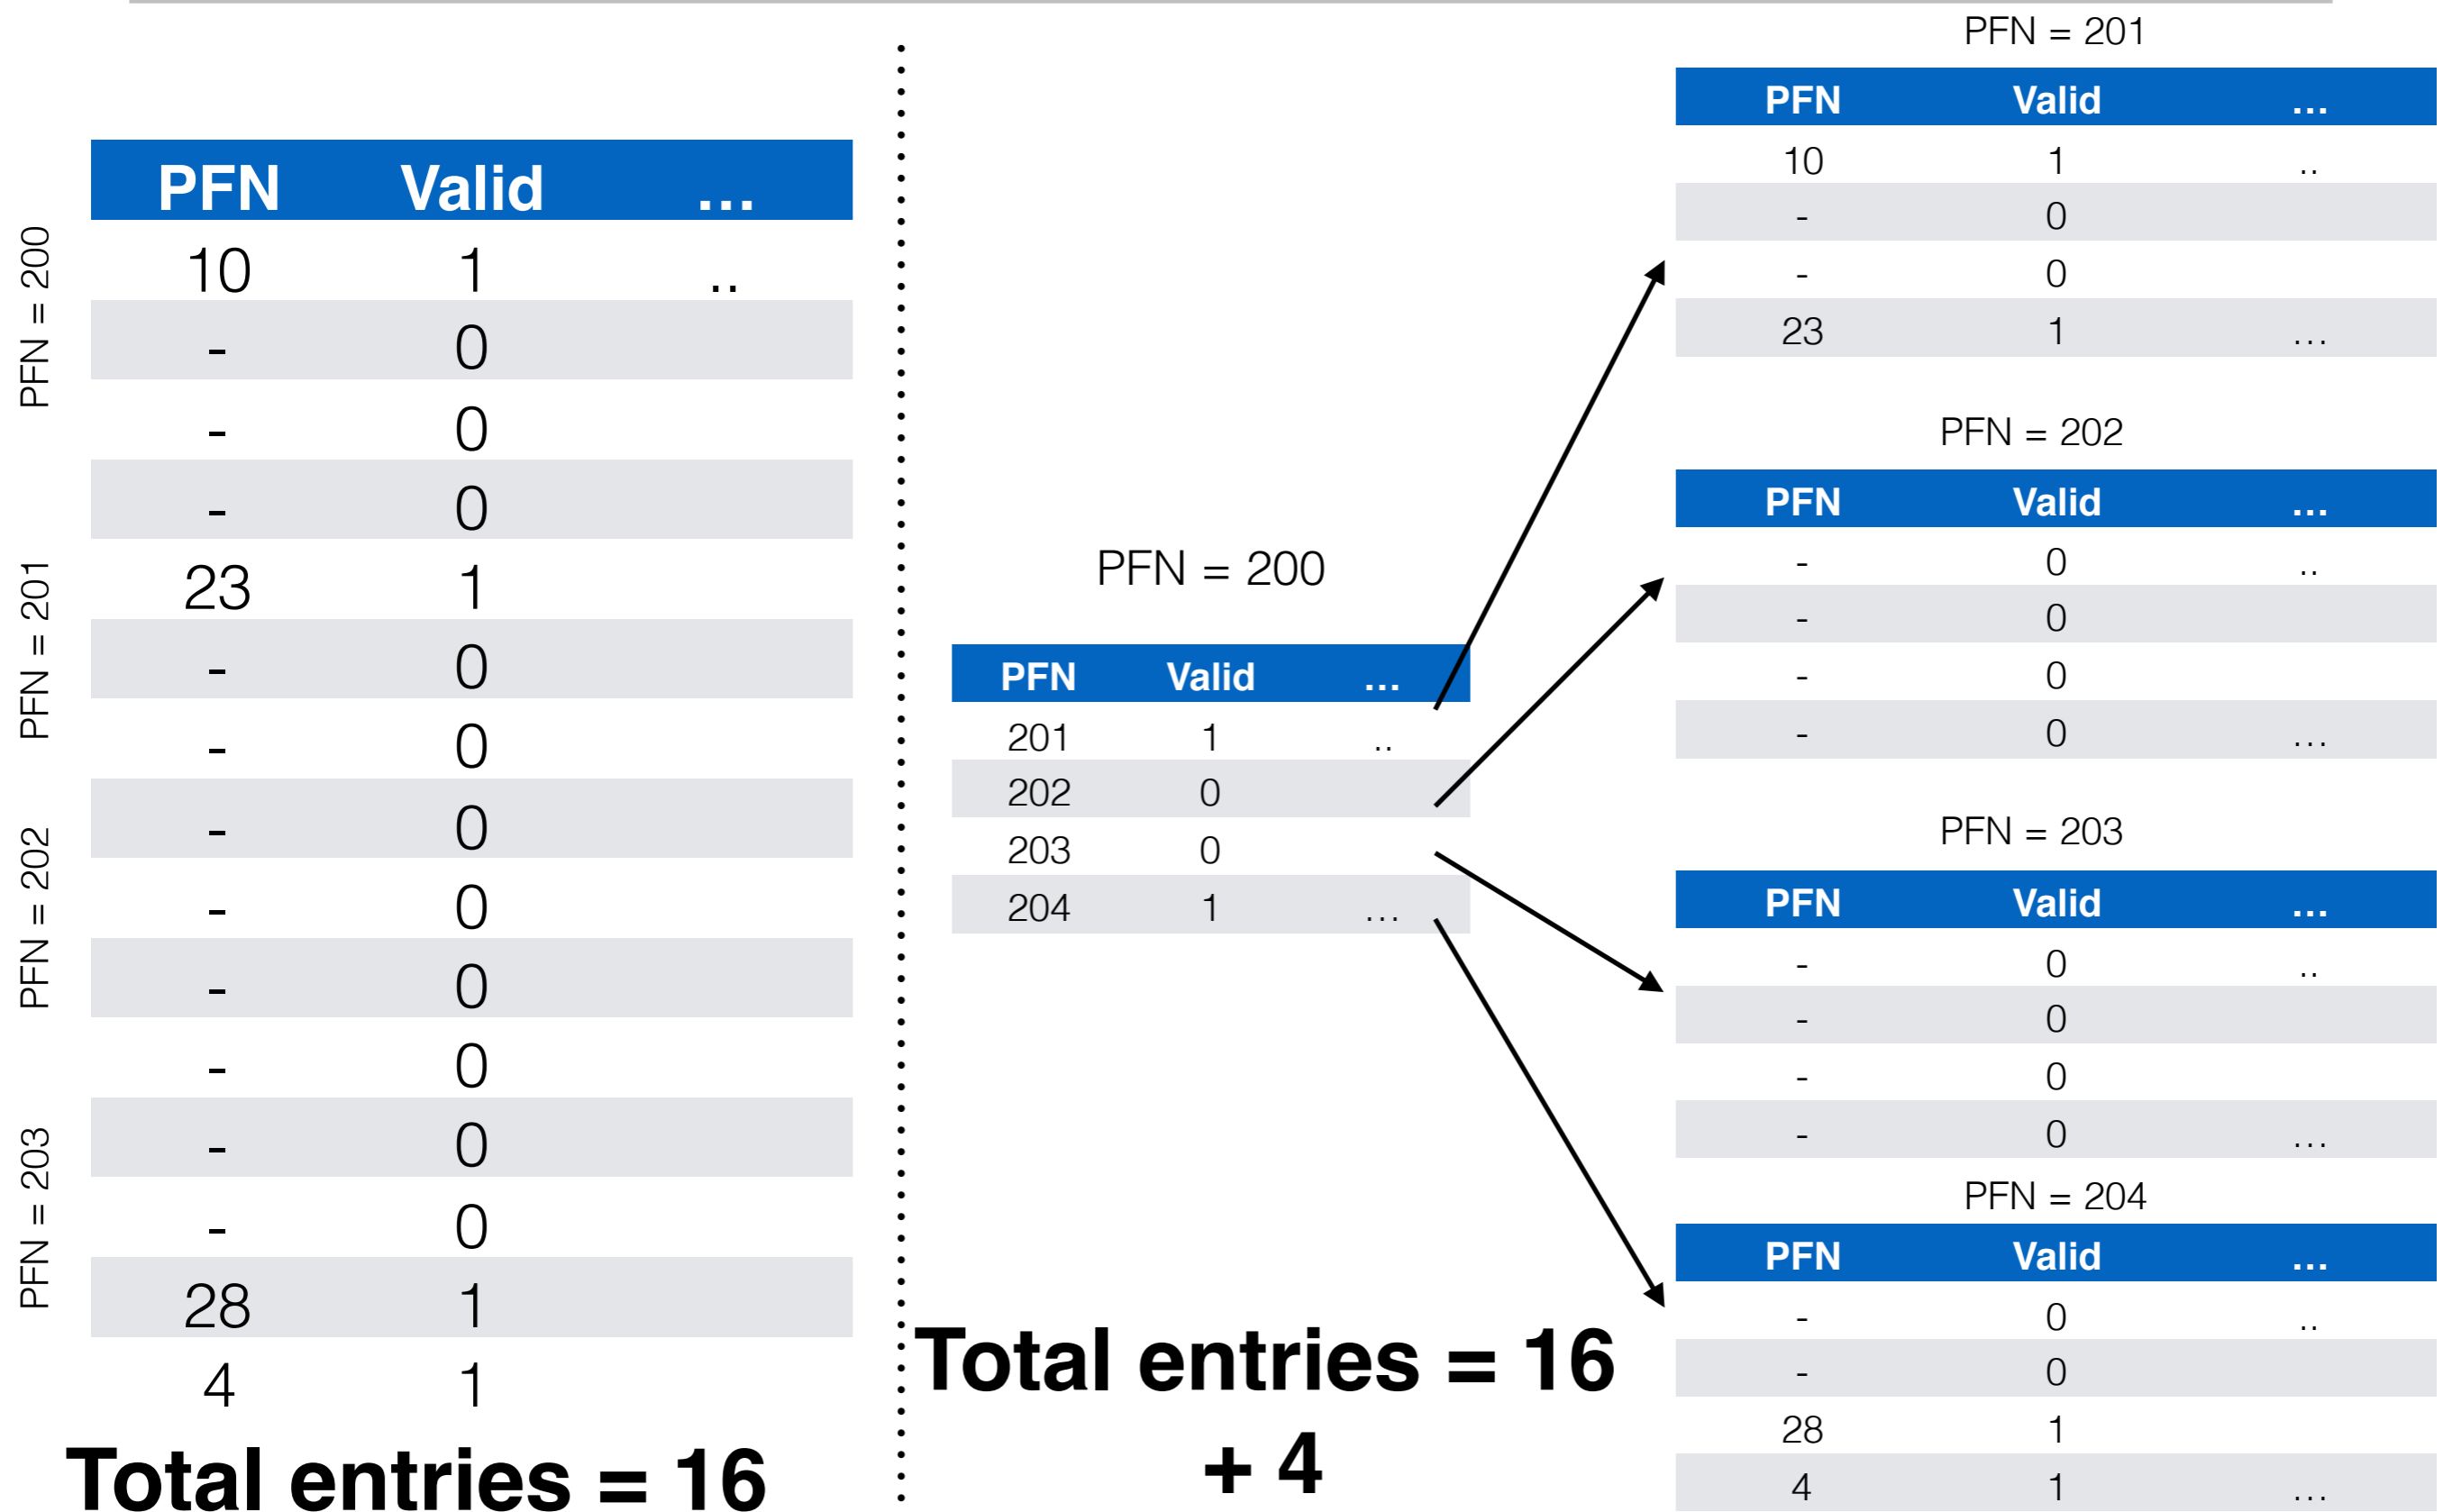 PFN = 200
PFN = 201
PFN = 202
PFN = 203
PFN Valid ...
10 1 ..
- 0
- 0
- 0
23 1
- 0
- 0
- 0
- 0
- 0
- 0
- 0
- 0
28 1
4 1
Total entries = 16
PFN = 200
PFN Valid ...
201 1 ..
202 0
203 0
204 1 ...
Total entries = 16
+ 4
PFN = 201
PFN Valid ...
10 1 ..
- 0
- 0
23 1 ...
PFN = 202
PFN Valid ...
- 0 ..
- 0
- 0
- 0 ...
PFN = 203
PFN Valid ...
- 0 ..
- 0
- 0
- 0 ...
PFN = 204
PFN Valid ...
- 0 ..
- 0
28 1
4 1 ...